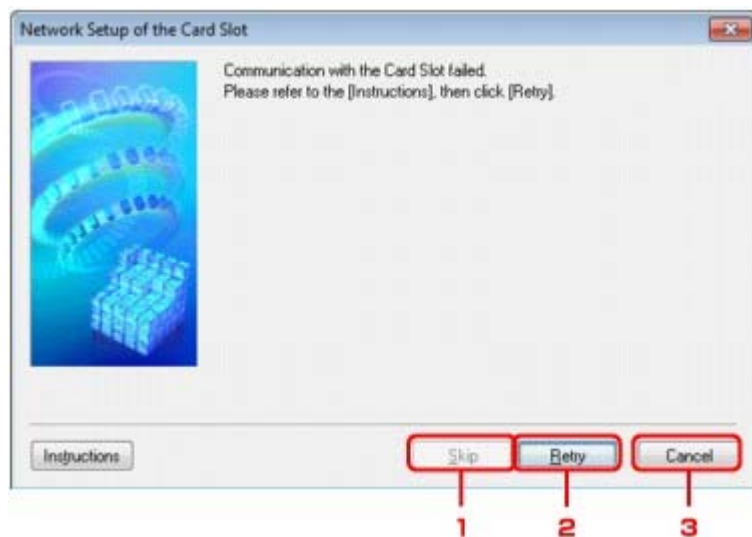 Network Setup of the Card Slot
Communication with the Card Slot failed.
Please refer to the [Instructions], then click [Retry].
Instructions
Skip
Retry
Cancel
1
2
3